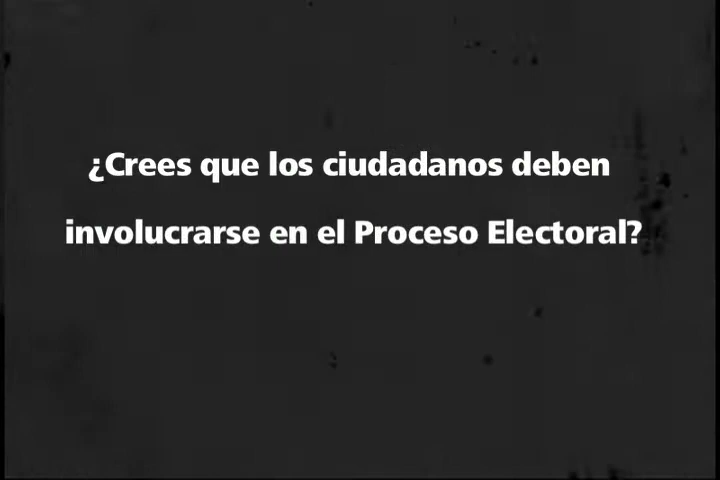 ¿Crees que los ciudadanos deben
involucrarse en el Proceso Electoral?